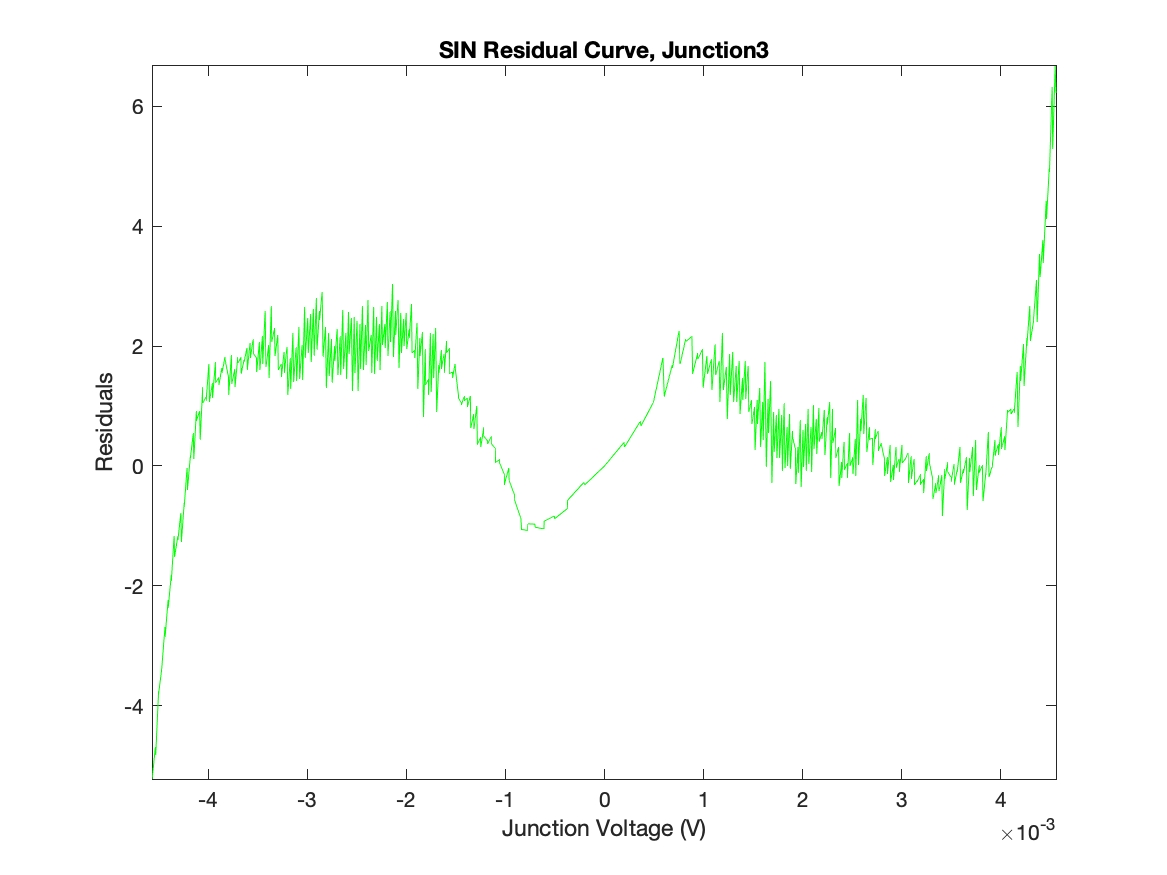 SIN Residual Curve, Junction3
6
4
2
0
-2
-4
Residuals
-4 -3 -2 -1 0 1 2 3 4
Junction Voltage (V)
×10-3